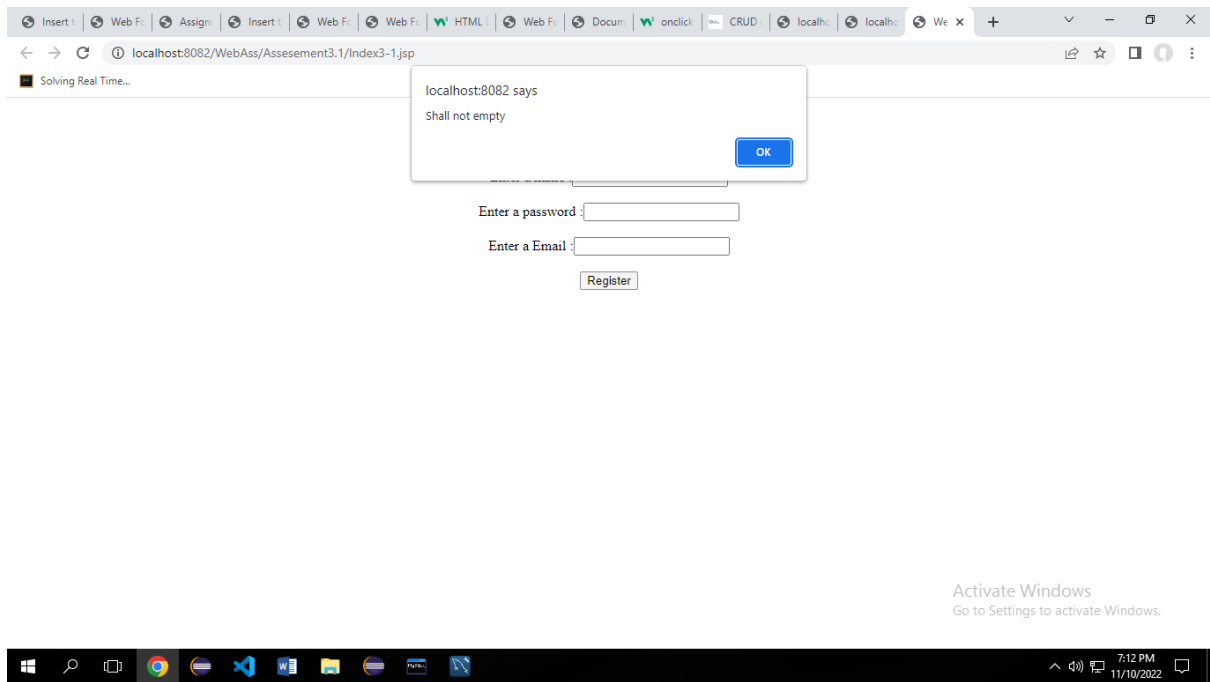 Insert t Web Fo Assign Insert t Web Fo Web Fo HTML Web Fo Docum onclick CRUD localho localho We
localhost:8082/WebAss/Assesement3.1/Index3-1.jsp
Solving Real Time...
localhost:8082 says
Shall not empty
OK
Enter a password :
Enter a Email :
Register
Activate Windows
Go to Settings to activate Windows.
7:12 PM
11/10/2022